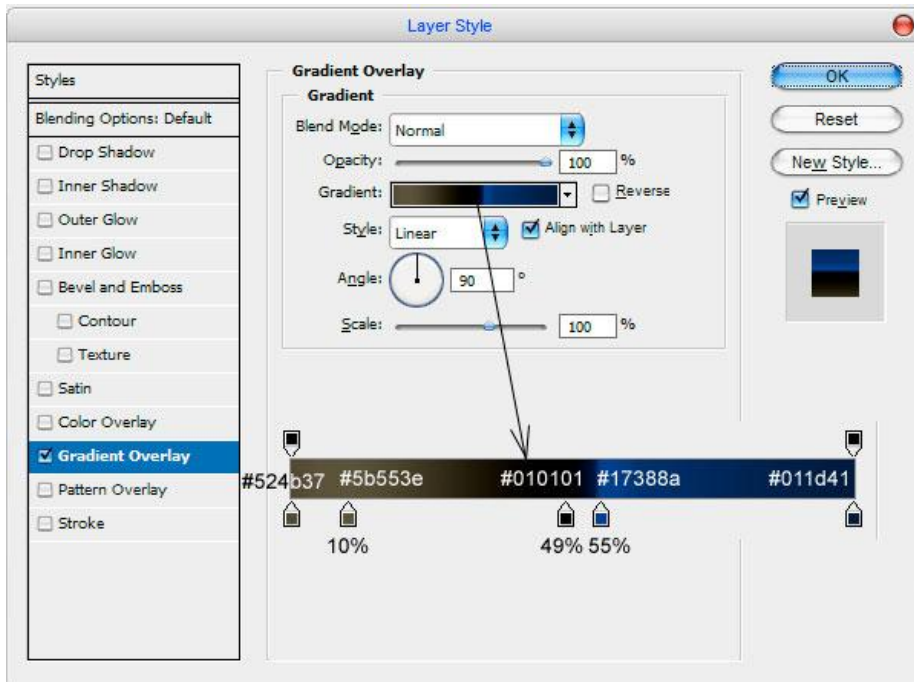 Layer Style
Styles
Blending Options: Default
Drop Shadow
Inner Shadow
Outer Glow
Inner Glow
Bevel and Emboss
Contour
Texture
Satin
Color Overlay
Gradient Overlay
Pattern Overlay
Stroke
Gradient Overlay
Gradient
Blend Mode: Normal
Opacity: 100 %
Gradient: Reverse
Style: Linear Align with Layer
Angle: 90 °
Scale: 100 %
OK
Reset
New Style...
Preview
#524b37 #5b553e #010101 #17388a #011d41
10% 49% 55%